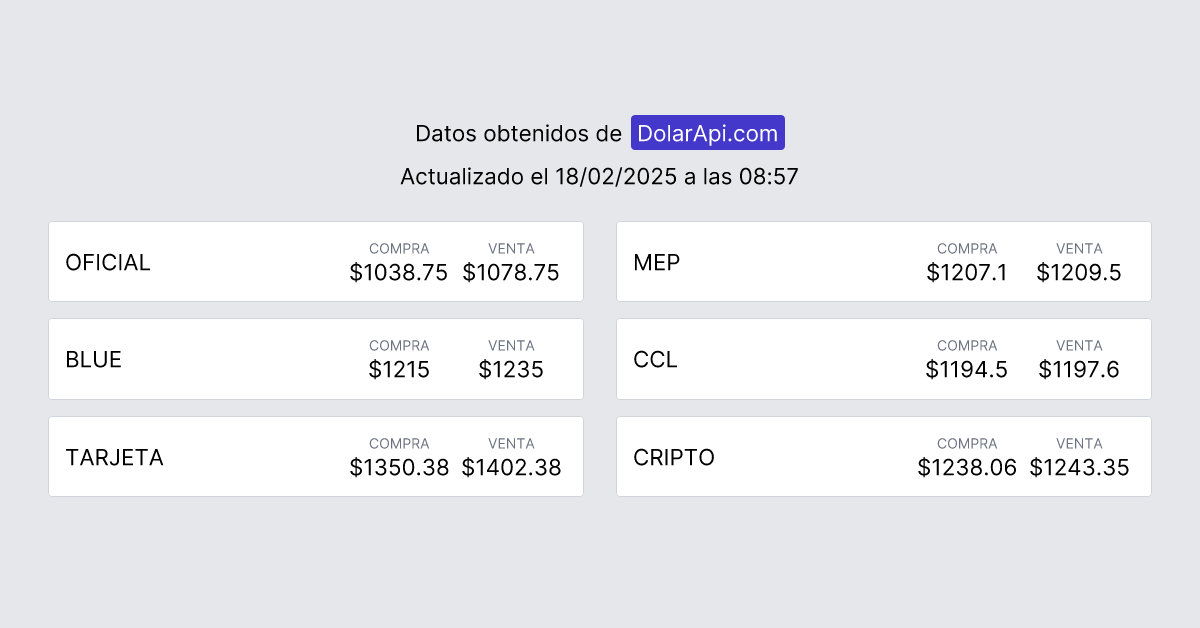 Datos obtenidos de DolarApi.com
Actualizado el 18/02/2025 a las 08:57
OFICIAL
COMPRA VENTA
$1038.75 $1078.75
MEP
COMPRA VENTA
$1207.1 $1209.5
BLUE
COMPRA VENTA
$1215 $1235
CCL
COMPRA VENTA
$1194.5 $1197.6
TARJETA
COMPRA VENTA
$1350.38 $1402.38
CRIPTO
COMPRA VENTA
$1238.06 $1243.35